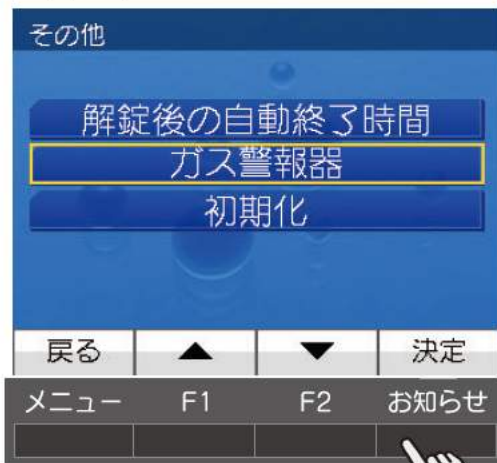 その他
解錠後の自動終了時間
ガス警報器
初期化
戻る ▲ ▼ 決定
メニュー F1 F2 お知らせ